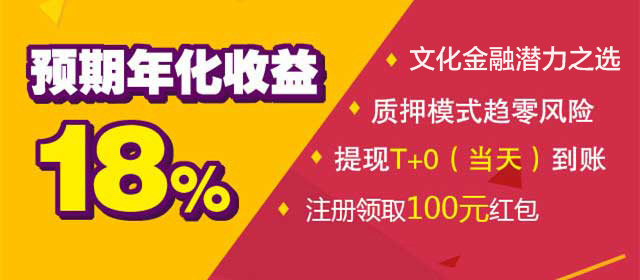 预期年化收益
18%
文化金融潜力之选
质押模式趋零风险
提现T+0（当天）到账
注册领取100元红包